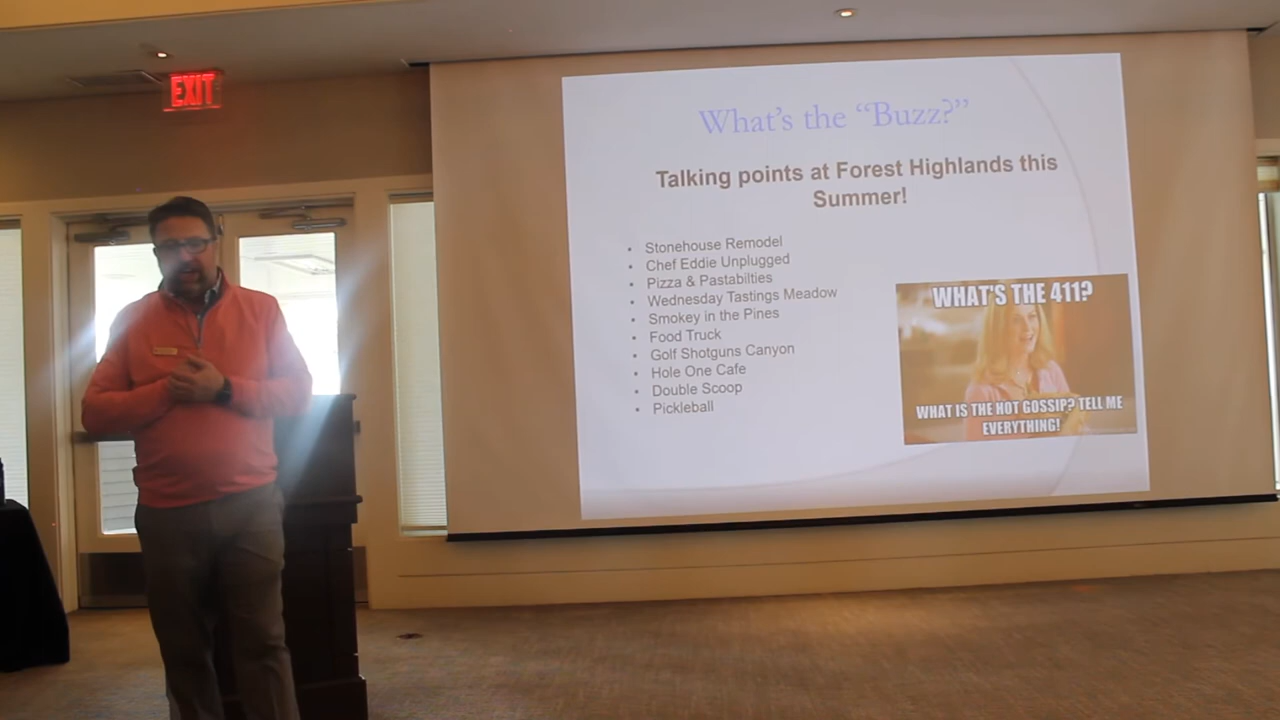 EXIT
What's the “Buzz?”
Talking points at Forest Highlands this
Summer!
• Stonehouse Remodel
• Chef Eddie Unplugged
• Pizza & Pastabilties
• Wednesday Tastings Meadow
• Smokey in the Pines
• Food Truck
• Golf Shotguns Canyon
• Hole One Cafe
• Double Scoop
• Pickleball
WHAT'S THE 411?
WHAT IS THE HOT GOSSIP? TELL ME
EVERYTHING!